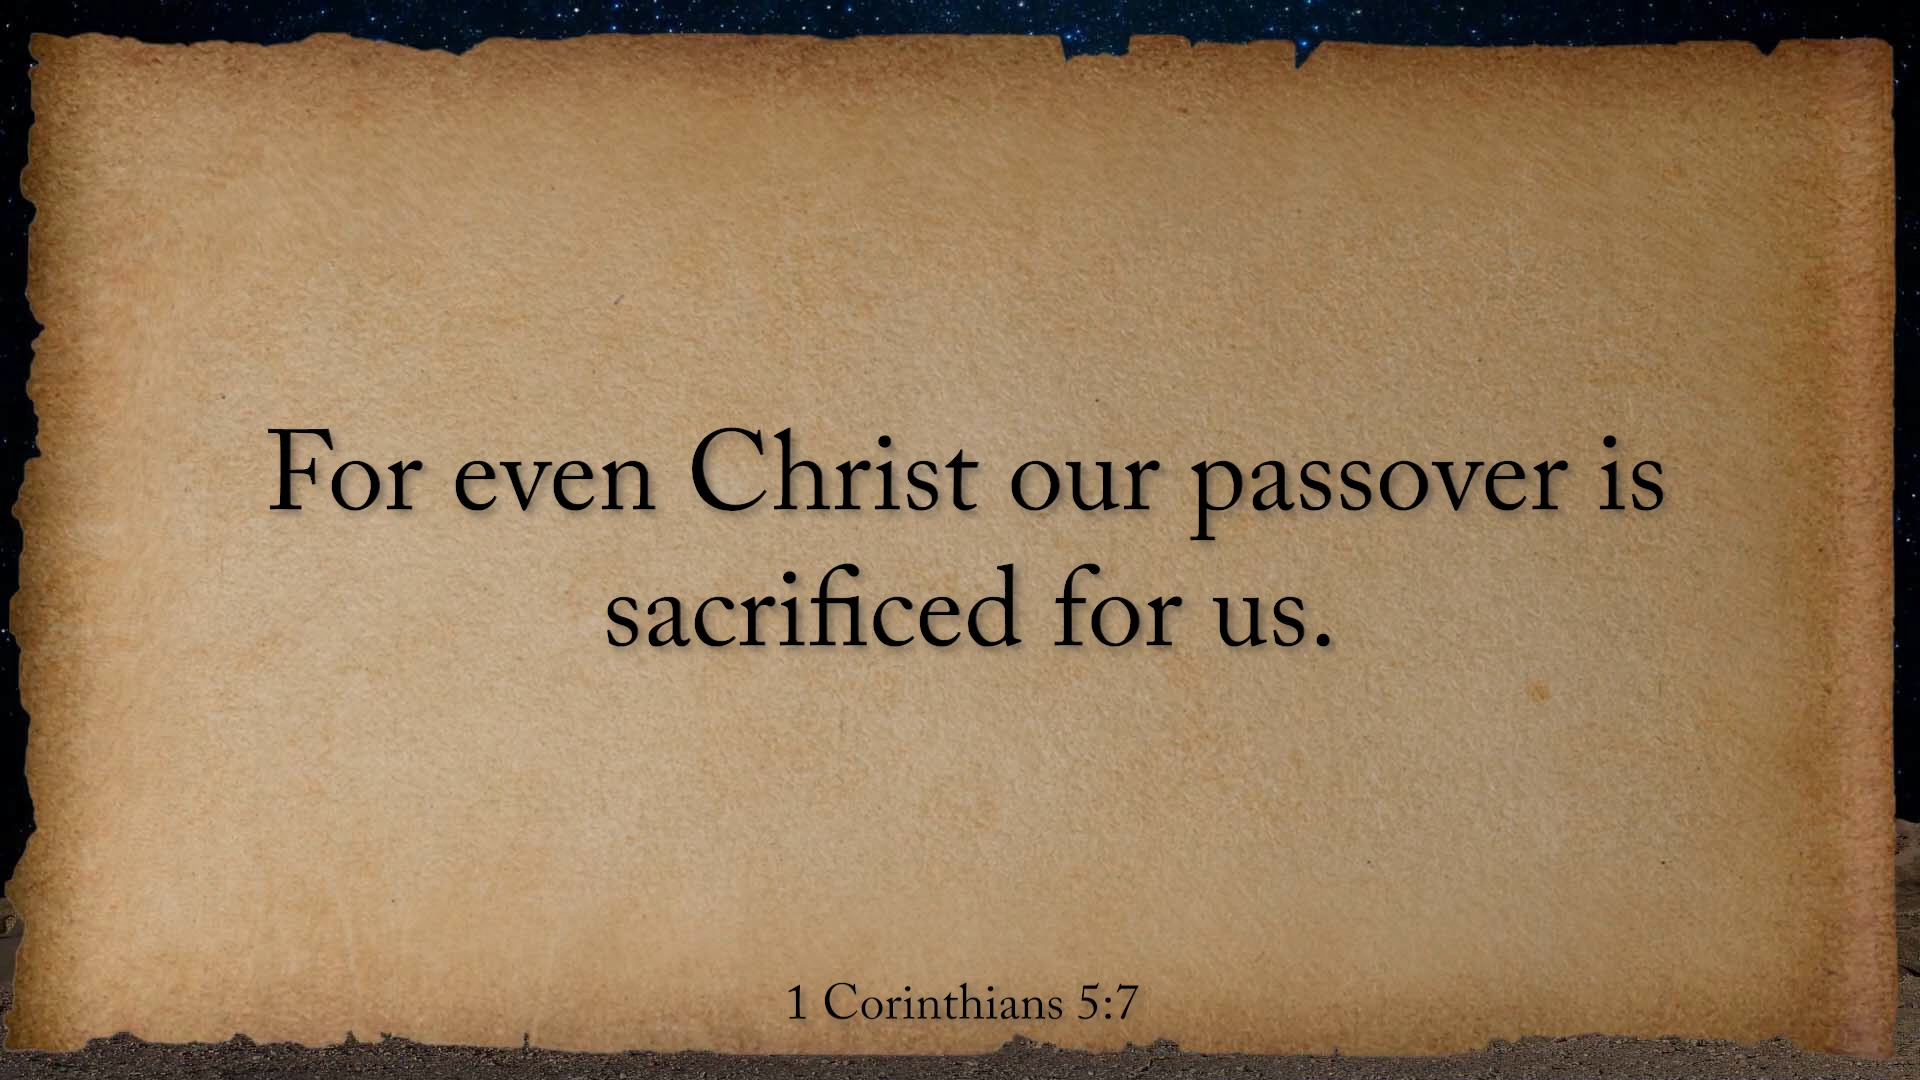 For even Christ our passover is
sacrificed for us.
1 Corinthians 5:7